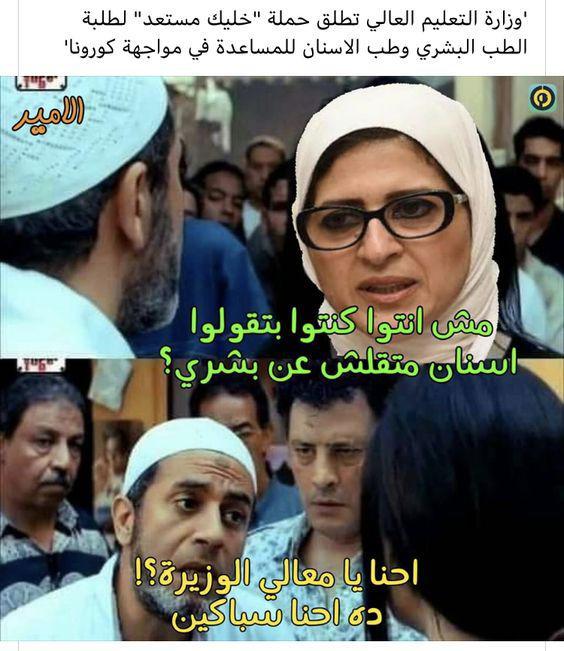 'وزارة التعليم العالي تطلق حملة "خليك مستعد" لطلبة
الطب البشري وطب الاسنان للمساعدة في مواجهة كورونا'
الامير
مش انتوا كنتوا بتقولوا
اسنان متقلش عن بشري؟
احنا يا معالي الوزيرة؟!
ده احنا سباكين